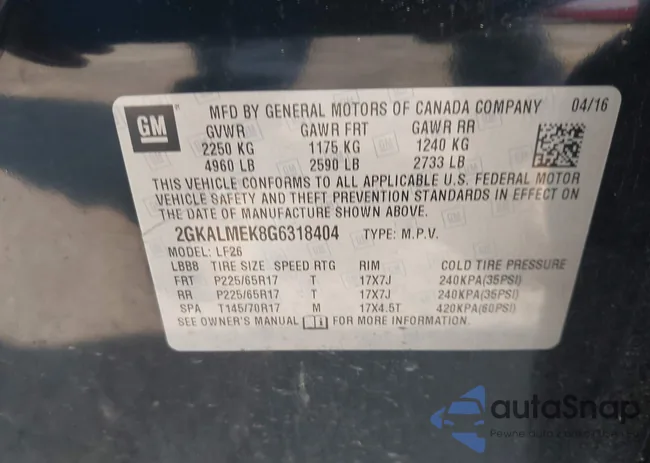 GM
MFD BY GENERAL MOTORS OF CANADA COMPANY 04/16
GVWR GAWR FRT GAWR RR
2250 KG 1175 KG 1240 KG
4960 LB 2590 LB 2733 LB
THIS VEHICLE CONFORMS TO ALL APPLICABLE U.S. FEDERAL MOTOR
VEHICLE SAFETY AND THEFT PREVENTION STANDARDS IN EFFECT ON
THE DATE OF MANUFACTURE SHOWN ABOVE.
2GKALMEK8G6318404 TYPE: M.P.V.
MODEL: LF26
LBB8 TIRE SIZE SPEED RTG RIM COLD TIRE PRESSURE
FRT P225/65R17 T 17X7J 240KPA(35PSI)
RR P225/65R17 T 17X7J 240KPA(35PSI)
SPA T145/70R17 M 17X4.5T 420KPA(60PSI)
SEE OWNER'S MANUAL FOR MORE INFORMATION.
autaSnap